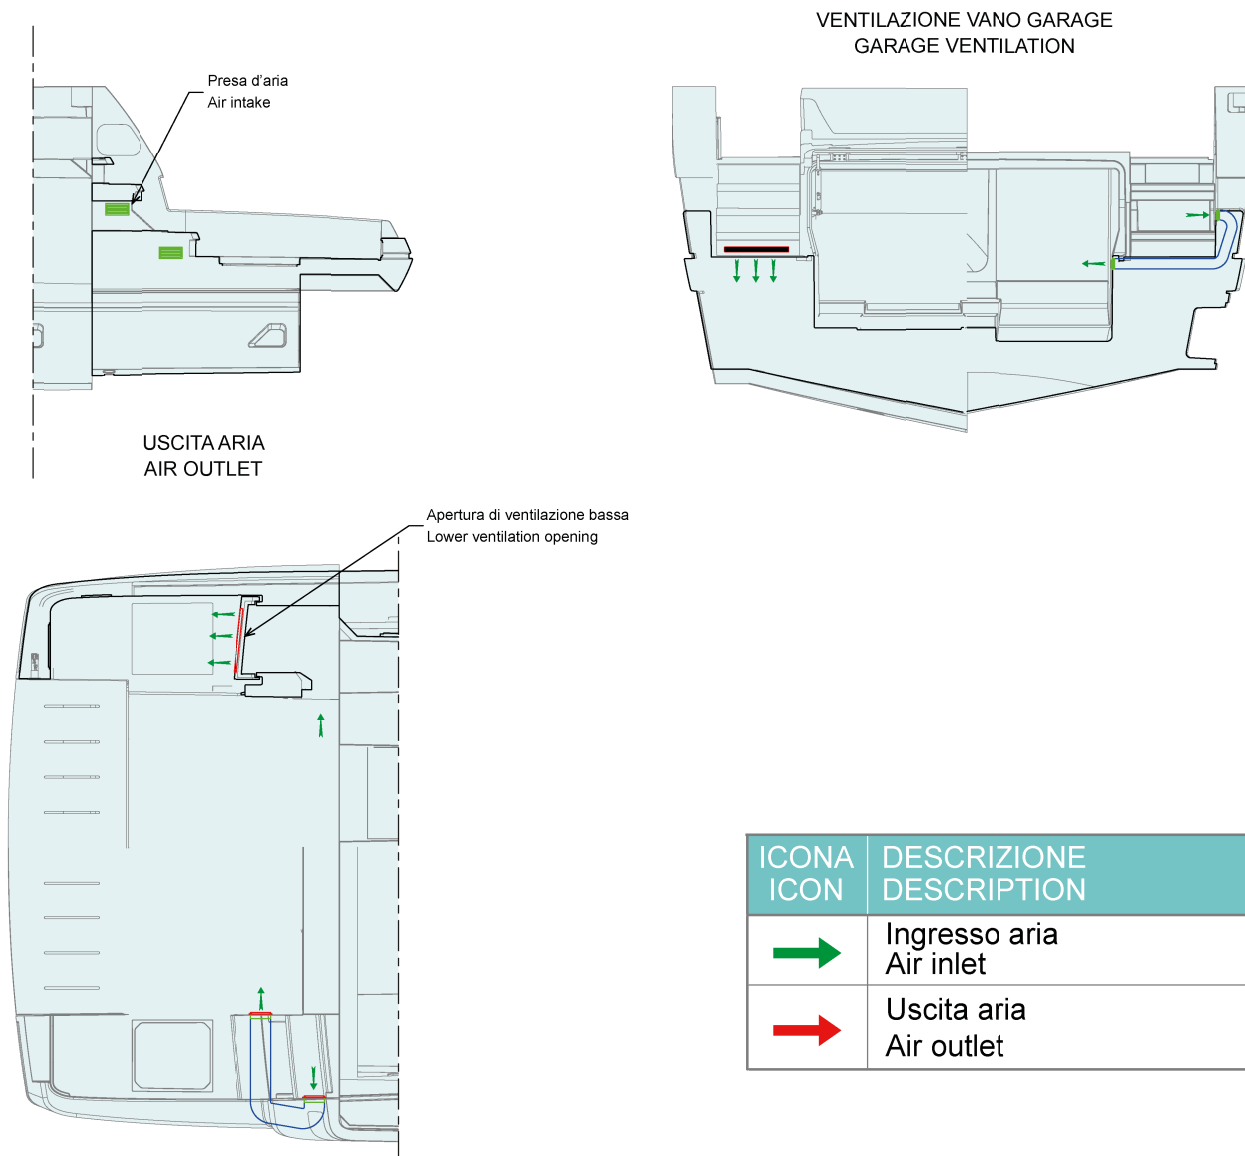 VENTILAZIONE VANO GARAGE
GARAGE VENTILATION
Presa d'aria
Air intake
USCITA ARIA
AIR OUTLET
Apertura di ventilazione bassa
Lower ventilation opening
ICONA
ICON
DESCRIZIONE
DESCRIPTION
Ingresso aria
Air inlet
Uscita aria
Air outlet